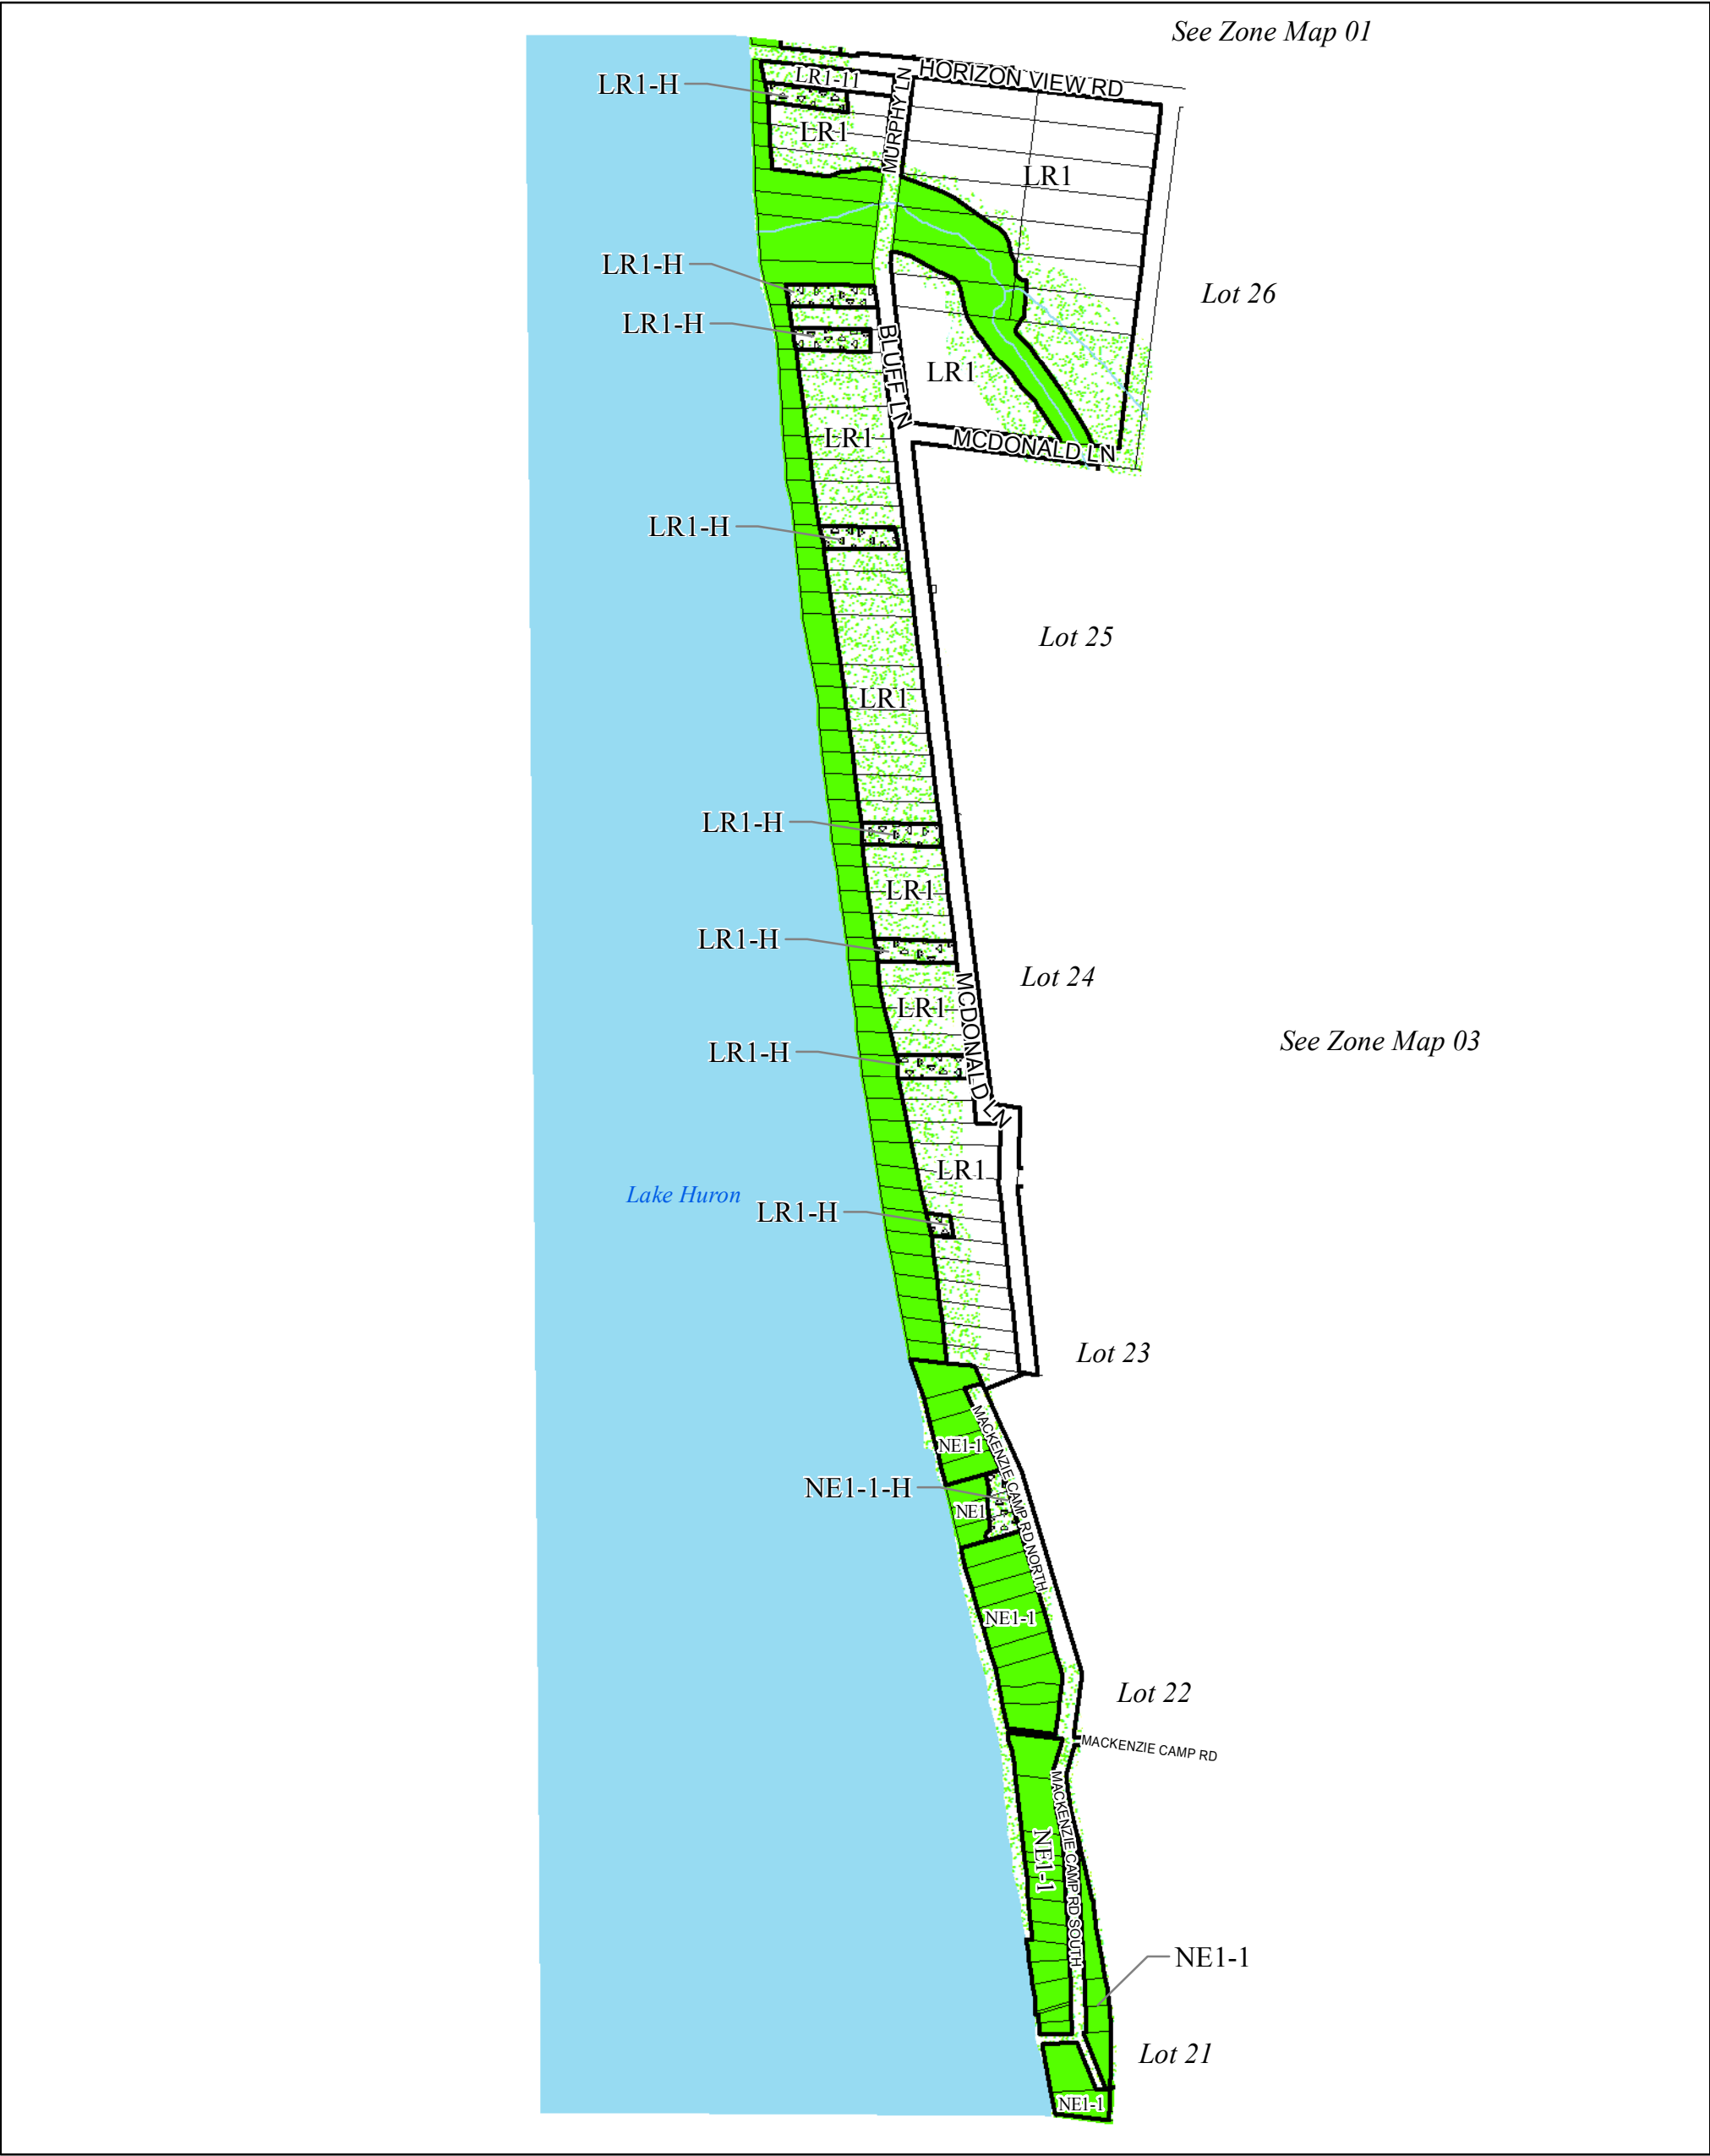 See Zone Map 01
HORIZON VIEW RD
LR1-11
LR1-H
MURPHY LN
LR1
LR1
LR1-H
Lot 26
LR1-H
BLUFF LN
LR1
LR1
MCDONALD LN
LR1-H
Lot 25
LR1
LR1-H
LR1
LR1-H
Lot 24
LR1
MCDONALD LN
See Zone Map 03
LR1-H
LR1
Lake Huron
LR1-H
Lot 23
MACKENZIE CAMP RD NORTH
NE1-1
NE1-1-H
NE1
NE1-1
Lot 22
MACKENZIE CAMP RD
MACKENZIE CAMP RD SOUTH
NE1-1
NE1-1
Lot 21
NE1-1